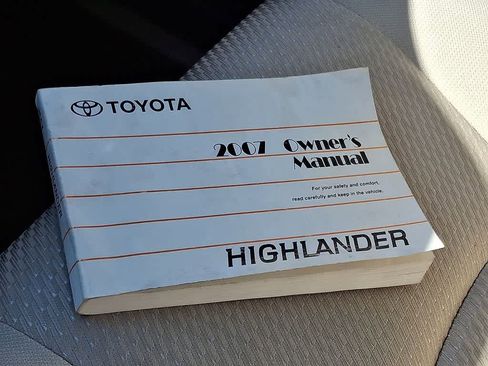 TOYOTA
2007 Owner's
Manual
For your safety and comfort,
read carefully and keep in the vehicle.
HIGHLANDER